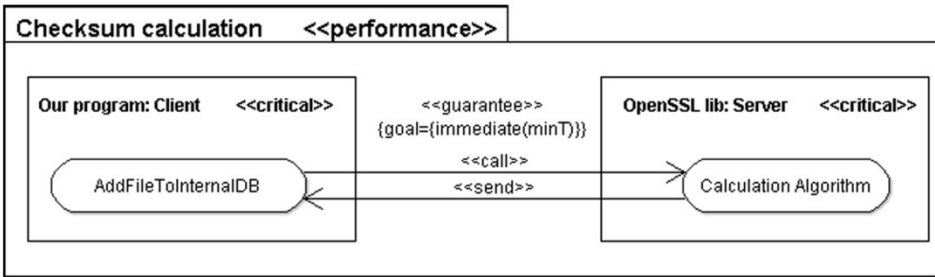 Checksum calculation <<performance>>
Our program: Client <<critical>>
<<guarantee>>
{goal={immediate(minT)}}
OpenSSL lib: Server <<critical>>
<<call>>
AddFileToInternalDB
<<send>>
Calculation Algorithm